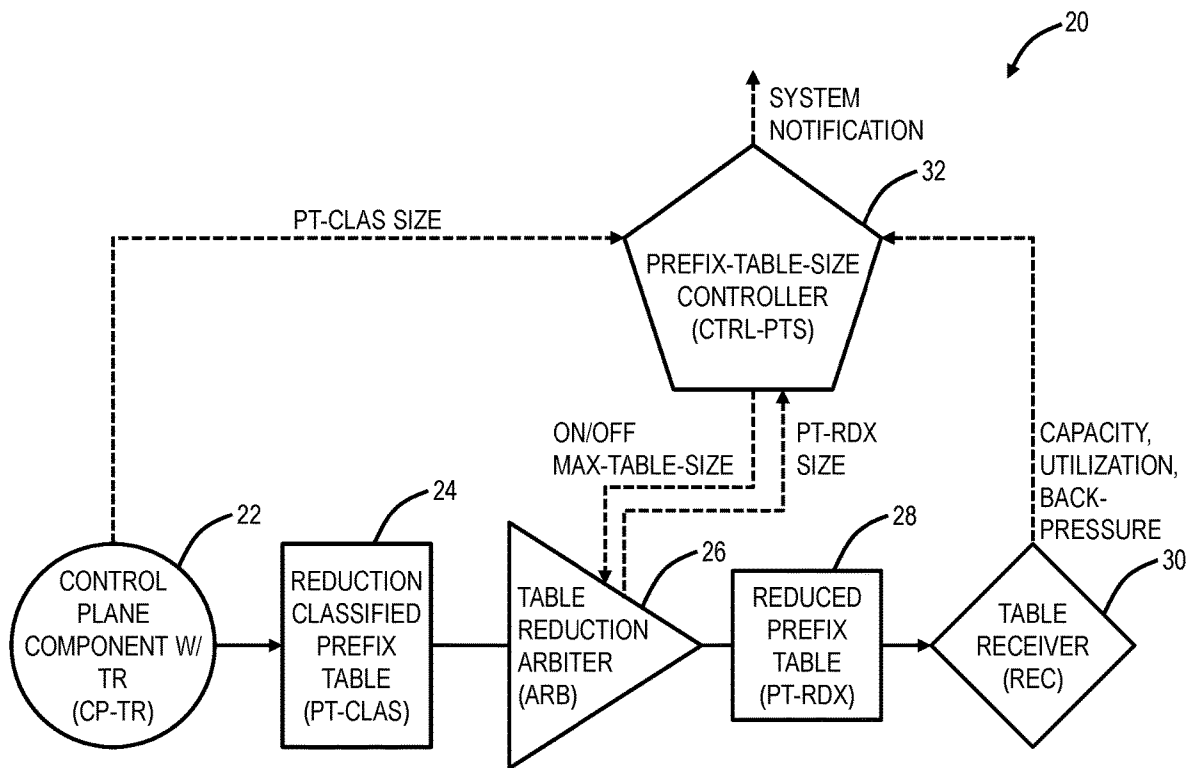 20
SYSTEM
NOTIFICATION
32
PT-CLAS SIZE
PREFIX-TABLE-SIZE
CONTROLLER
(CTRL-PTS)
ON/OFF
MAX-TABLE-SIZE
PT-RDX
SIZE
CAPACITY,
UTILIZATION,
BACK-
PRESSURE
22
CONTROL
PLANE
COMPONENT W/
TR
(CP-TR)
24
REDUCTION
CLASSIFIED
PREFIX
TABLE
(PT-CLAS)
26
TABLE
REDUCTION
ARBITER
(ARB)
28
REDUCED
PREFIX
TABLE
(PT-RDX)
30
TABLE
RECEIVER
(REC)